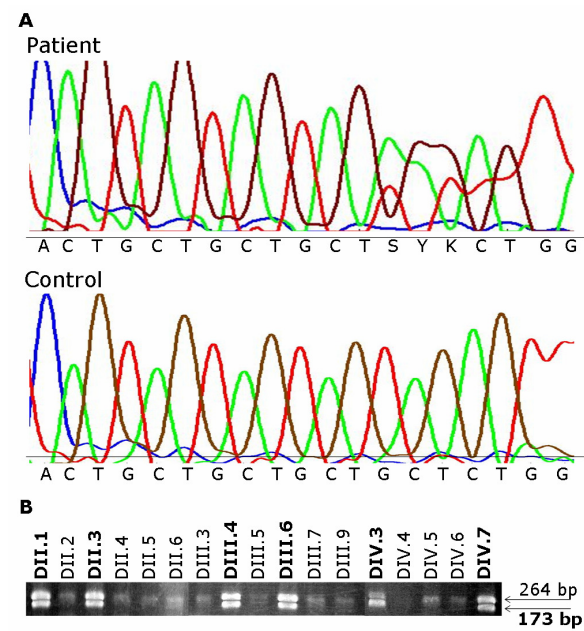 A
Patient
A C T G C T G C T G C T S Y K C T G G
Control
A C T G C T G C T G C T G C T C T G G
B
DII.1 DII.2 DII.3 DII.4 DII.5 DII.6 DIII.3 DIII.4 DIII.5 DIII.6 DIII.7 DIII.9 DIV.3 DIV.4 DIV.5 DIV.6 DIV.7
264 bp
173 bp